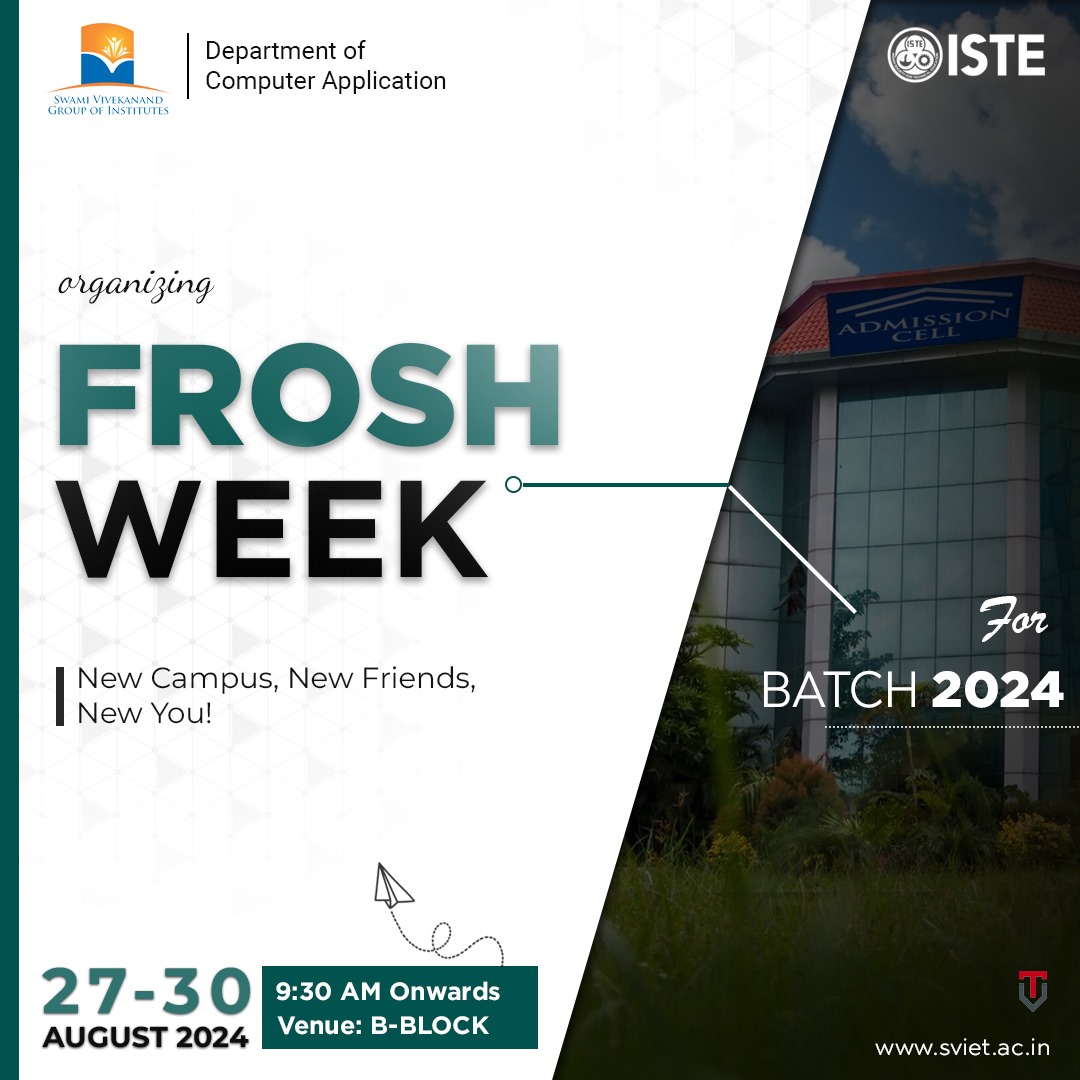 SWAMI VIVEKANAND
GROUP OF INSTITUTES
Department of
Computer Application
ISTE
ISTE
organizing
FROSH
WEEK
New Campus, New Friends,
New You!
ADMISSION
CELL
For
BATCH 2024
27-30
AUGUST 2024
9:30 AM Onwards
Venue: B-BLOCK
www.sviet.ac.in